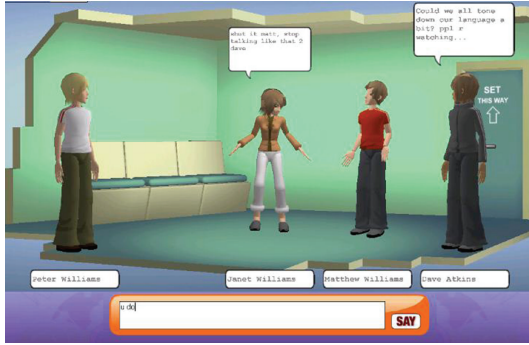 Could we all tone
down our language a
bit? ppl r
watching...
shut it matt, stop
talking like that 2
dave
SET
THIS WAY
Peter Williams
Janet Williams
Matthew Williams
Dave Atkins
u do
SAY